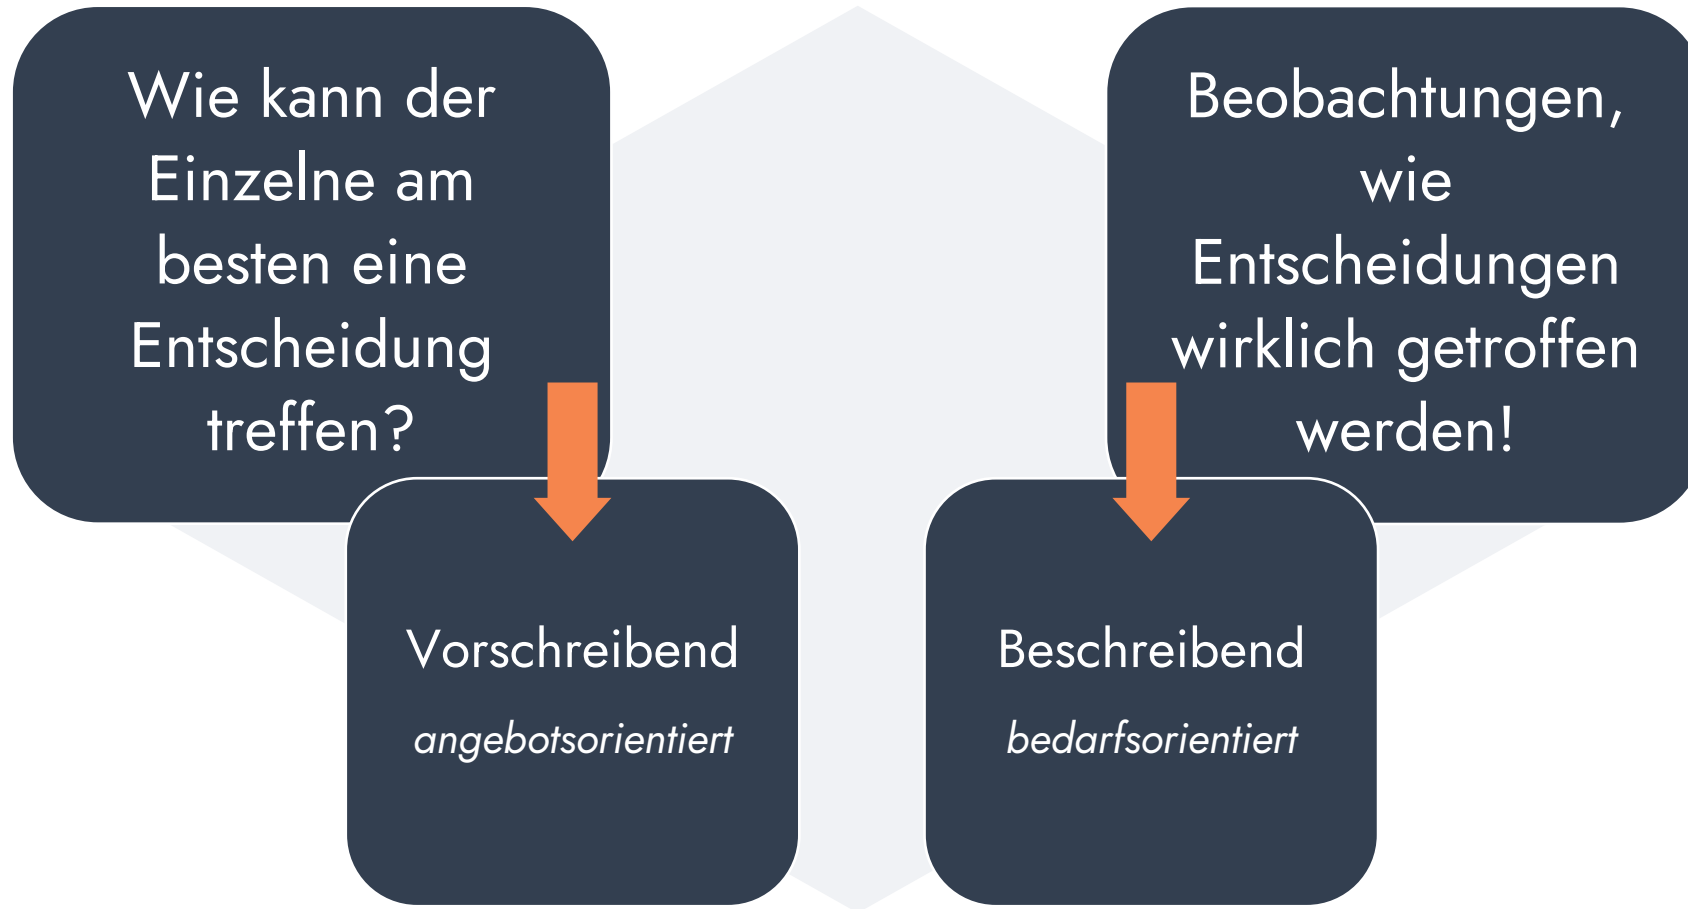 Wie kann der
Einzelne am
besten eine
Entscheidung
treffen?
Beobachtungen,
wie
Entscheidungen
wirklich getroffen
werden!
Vorschreibend
angebotsorientiert
Beschreibend
bedarfsorientiert